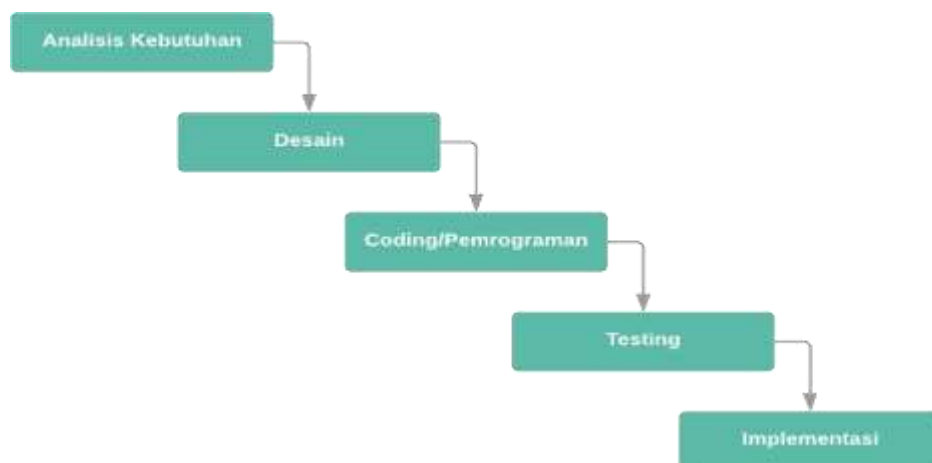 Analisis Kebutuhan
Desain
Coding/Pemrograman
Testing
Implementasi